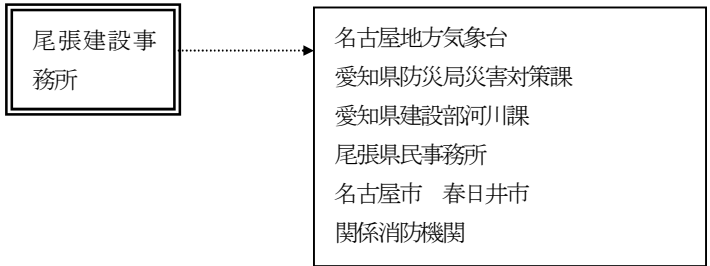 尾張建設事
務所
名古屋地方気象台
愛知県防災局災害対策課
愛知県建設部河川課
尾張県民事務所
名古屋市　春日井市
関係消防機関